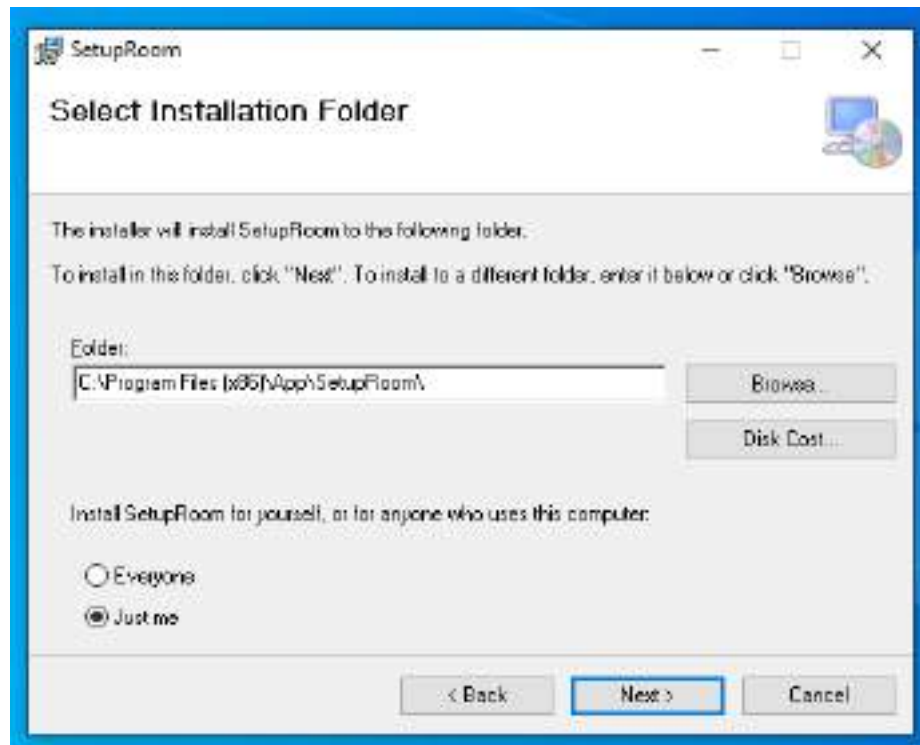 SetupRoom
Select Installation Folder
The installer will install SetupRoom to the following folder.
To install in this folder, click "Next". To install to a different folder, enter it below or click "Browse".
Folder:
C:\Program Files (x86)\App\SetupRoom\
Browse...
Disk Cost...
Install SetupRoom for yourself, or for anyone who uses this computer:
Everyone
Just me
< Back
Next >
Cancel